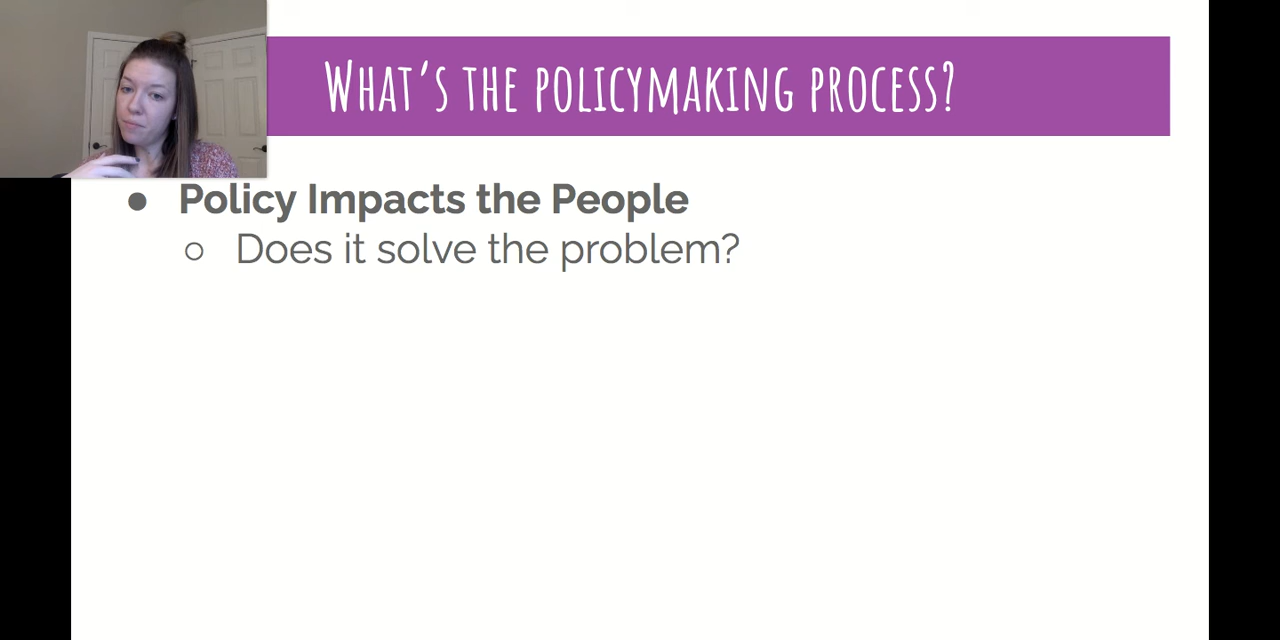 What's the policymaking process?
● Policy Impacts the People
○ Does it solve the problem?